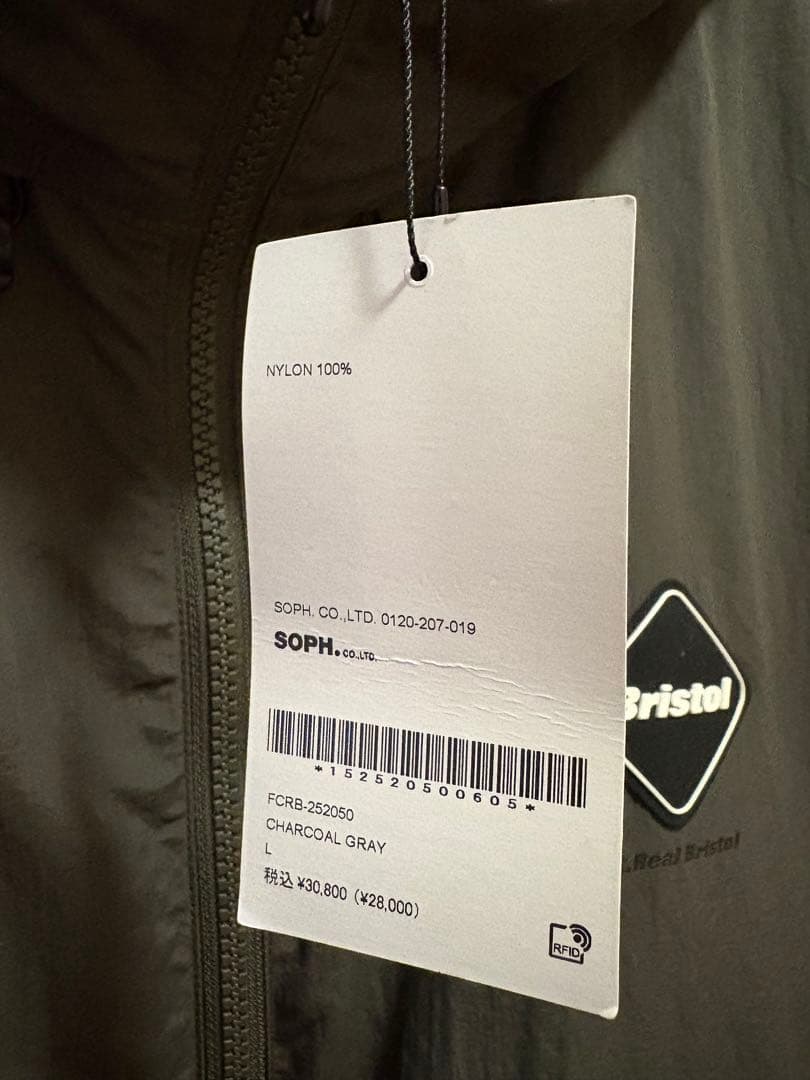 NYLON 100%
SOPH. CO.,LTD. 0120-207-019
SOPH.CO.,LTD.
*152520500605*
FCRB-252050
CHARCOAL GRAY
L
税込 ¥30,800 (¥28,000)
RFID
Bristol
.Real Bristol